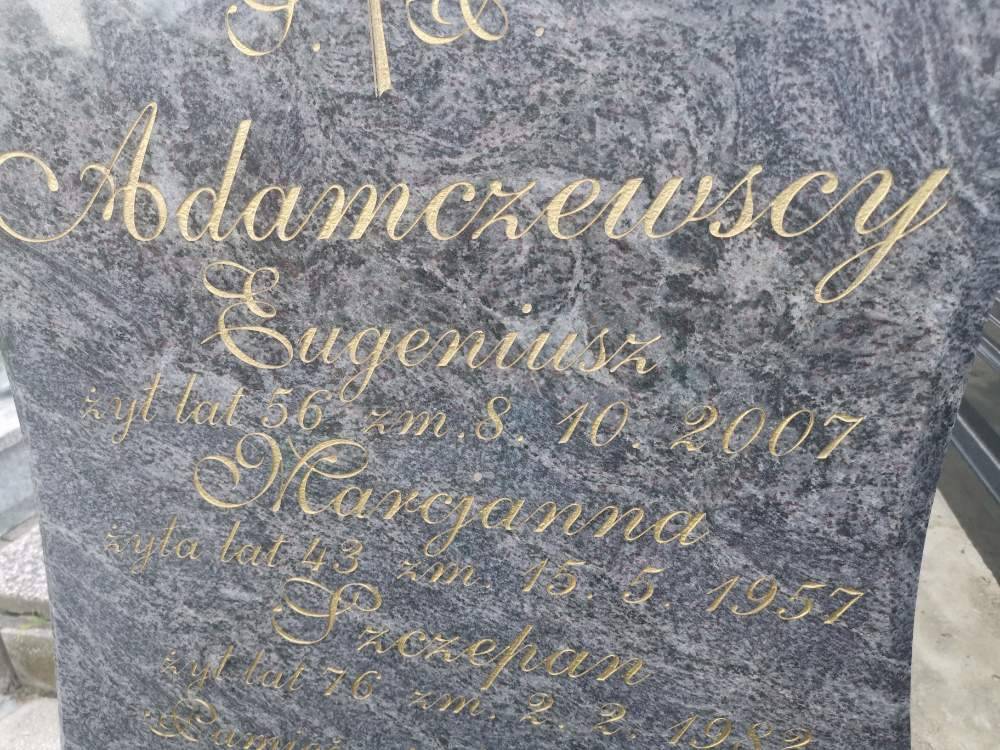 Ś. P.
Adamczewscy
Eugeniusz
żył lat 56 zm. 8. 10. 2007
Marcjanna
żyła lat 43 zm. 15. 5. 1957
Szczepan
żył lat 76 zm. 2. 2. 1982